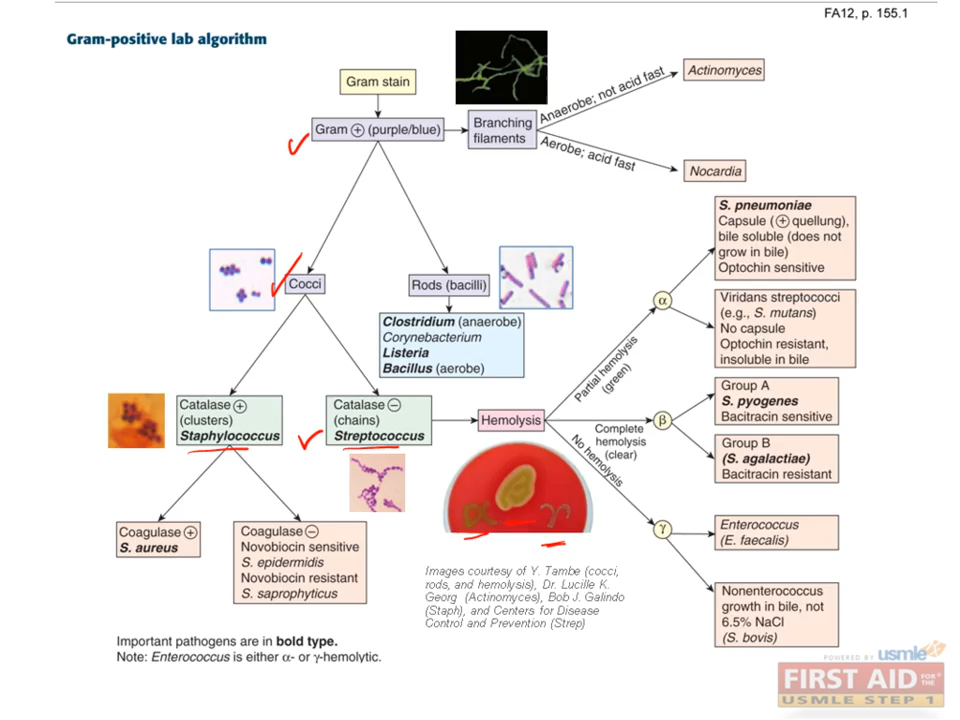 FA12, p. 155.1
Gram-positive lab algorithm
Gram stain
Gram ⊕ (purple/blue)
Branching
filaments
Anaerobe; not acid fast
Actinomyces
Aerobe; acid fast
Nocardia
Cocci
Rods (bacilli)
Clostridium (anaerobe)
Corynebacterium
Listeria
Bacillus (aerobe)
Catalase ⊕
(clusters)
Staphylococcus
Catalase ⊖
(chains)
Streptococcus
Hemolysis
Partial hemolysis
(green)
α
S. pneumoniae
Capsule (⊕ quellung),
bile soluble (does not
grow in bile)
Optochin sensitive
Viridans streptococci
(e.g., S. mutans)
No capsule
Optochin resistant,
insoluble in bile
Complete
hemolysis
(clear)
β
Group A
S. pyogenes
Bacitracin sensitive
Group B
(S. agalactiae)
Bacitracin resistant
No hemolysis
γ
Enterococcus
(E. faecalis)
Nonenterococcus
growth in bile, not
6.5% NaCl
(S. bovis)
Coagulase ⊕
S. aureus
Coagulase ⊖
Novobiocin sensitive
S. epidermidis
Novobiocin resistant
S. saprophyticus
Images courtesy of Y. Tambe (cocci,
rods, and hemolysis), Dr. Lucille K.
Georg (Actinomyces), Bob J. Galindo
(Staph), and Centers for Disease
Control and Prevention (Strep)
Important pathogens are in bold type.
Note: Enterococcus is either α- or γ-hemolytic.
POWERED BY usmle
FIRST AID FOR THE
USMLE STEP 1